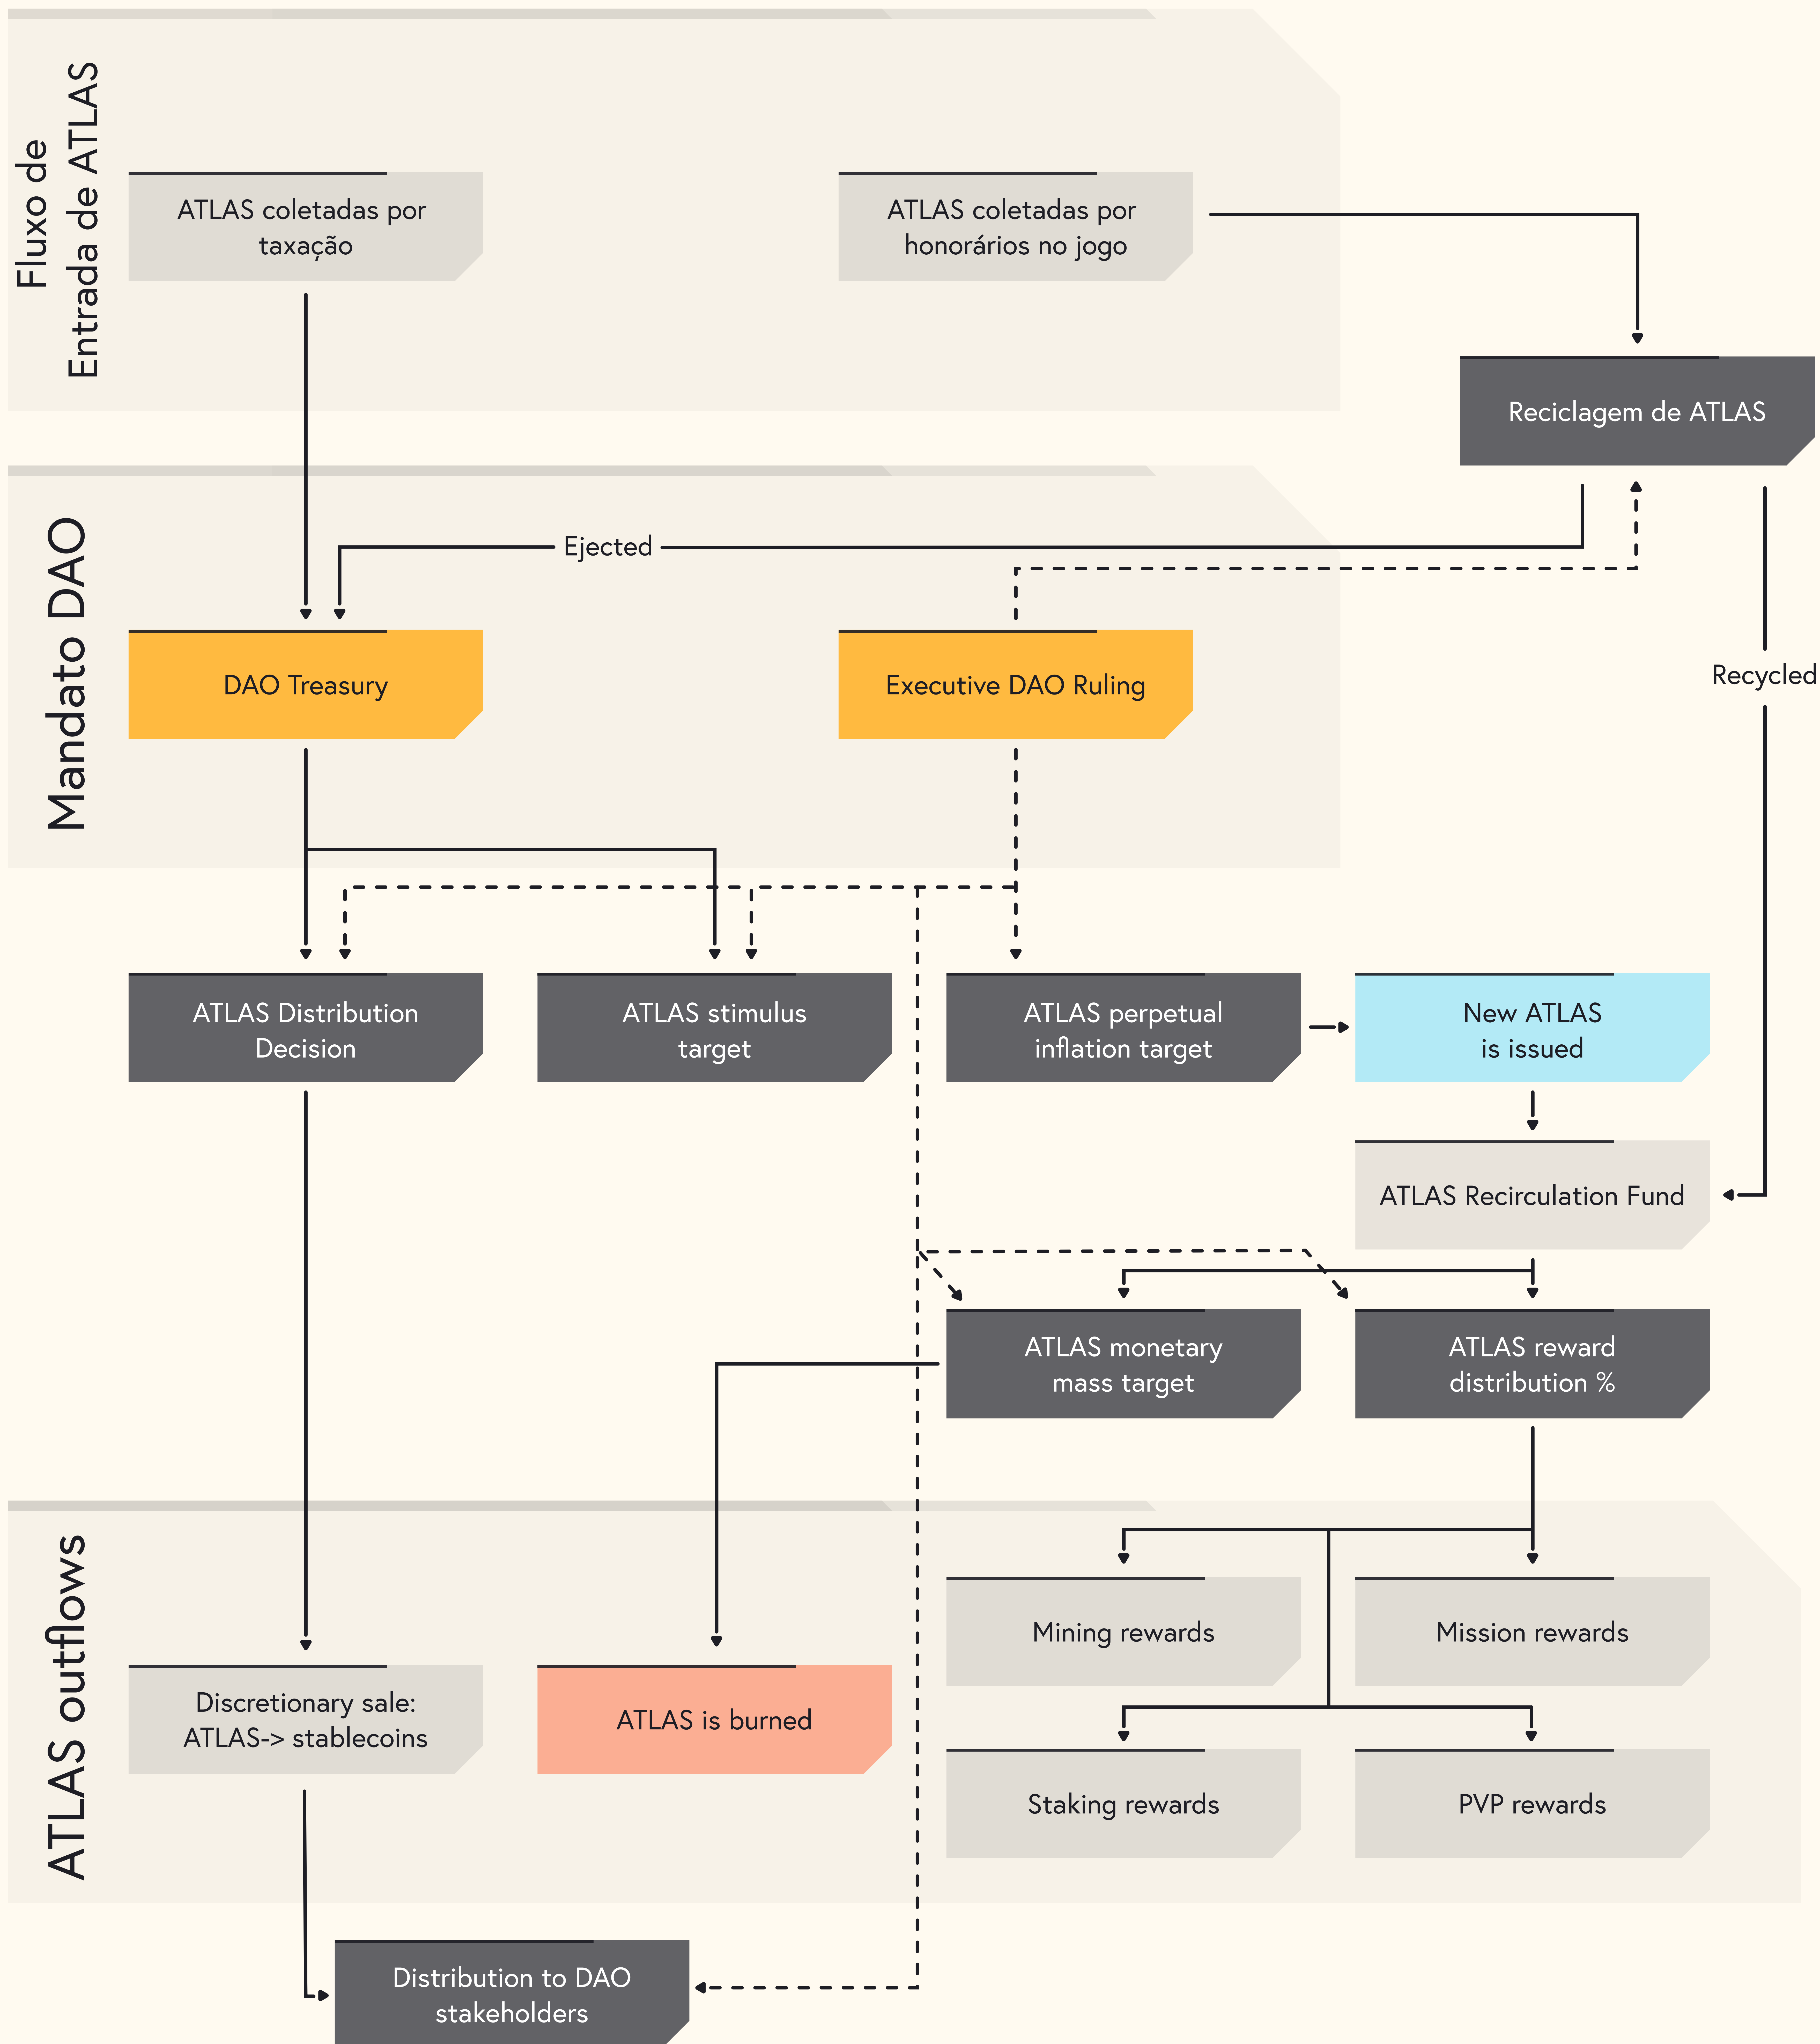 Fluxo de
Entrada de ATLAS
ATLAS coletadas por
taxação
ATLAS coletadas por
honorários no jogo
Reciclagem de ATLAS
Mandato DAO
Ejected
DAO Treasury
Executive DAO Ruling
Recycled
ATLAS Distribution
Decision
ATLAS stimulus
target
ATLAS perpetual
inflation target
New ATLAS
is issued
ATLAS Recirculation Fund
ATLAS monetary
mass target
ATLAS reward
distribution %
ATLAS outflows
Mining rewards
Mission rewards
Discretionary sale:
ATLAS-> stablecoins
ATLAS is burned
Staking rewards
PVP rewards
Distribution to DAO
stakeholders